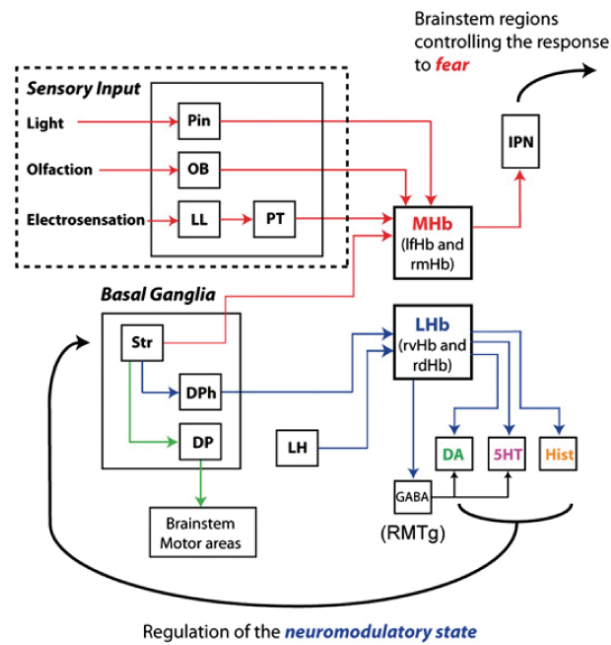 Brainstem regions
controlling the response
to fear
Sensory Input
Light
Pin
Olfaction
OB
Electrosensation
LL
PT
IPN
MHb
(lfHb and
rmHb)
Basal Ganglia
Str
DPh
DP
LHb
(rvHb and
rdHb)
LH
DA
5HT
Hist
GABA
(RMTg)
Brainstem
Motor areas
Regulation of the neuromodulatory state